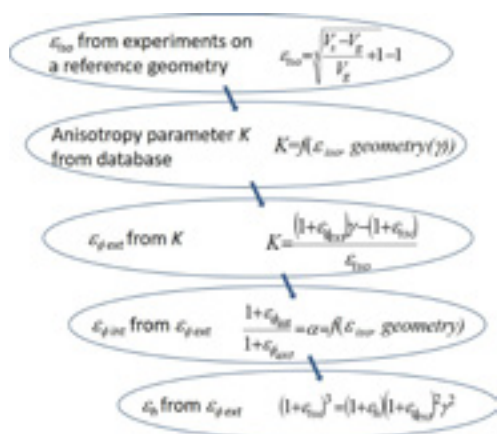 ε_iso from experiments on
a reference geometry
ε_iso = ∛((V_s − V_g)/V_g + 1) − 1
Anisotropy parameter K
from database
K=f(ε_iso, geometry(γ))
ε_ϕext from K
K = ((1+ε_ϕext)γ−(1+ε_iso))/ε_iso
ε_ϕint from ε_ϕext
(1+ε_ϕint)/(1+ε_ϕext) = α = f(ε_iso, geometry)
ε_h from ε_ϕext
(1+ε_iso)³ = (1+ε_h)(1+ε_ϕext)²γ²